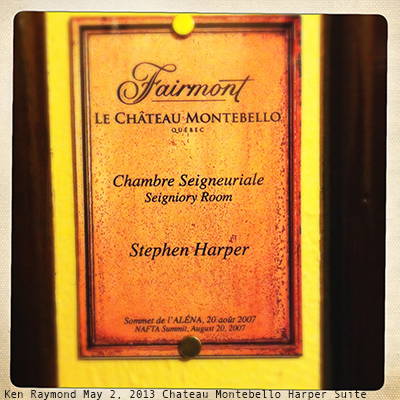 Fairmont
LE CHÂTEAU MONTEBELLO
QUÉBEC
Chambre Seigneuriale
Seigniory Room
Stephen Harper
Sommet de l'ALÉNA, 20 août 2007
NAFTA Summit, August 20, 2007
Ken Raymond May 2, 2013 Chateau Montebello Harper Suite